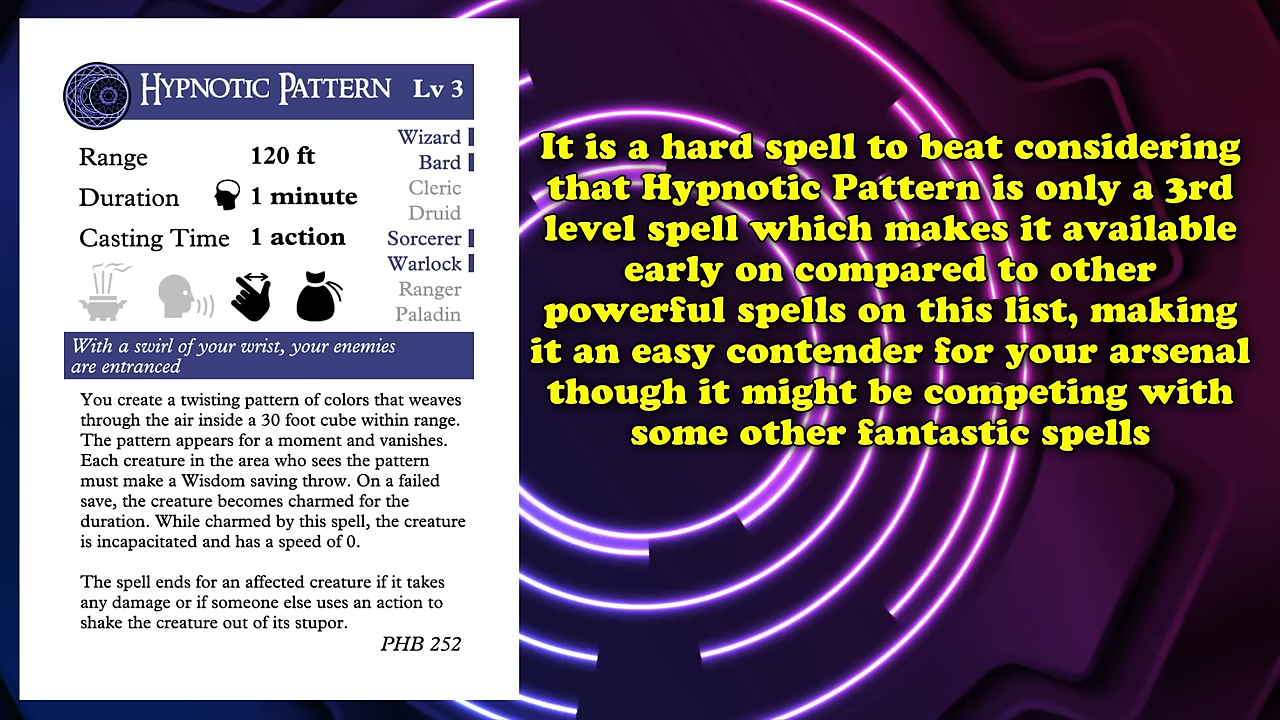 HYPNOTIC PATTERN Lv 3
Wizard
Bard
Cleric
Druid
Sorcerer
Warlock
Ranger
Paladin
Range 120 ft
Duration 1 minute
Casting Time 1 action
With a swirl of your wrist, your enemies
are entranced
You create a twisting pattern of colors that weaves
through the air inside a 30 foot cube within range.
The pattern appears for a moment and vanishes.
Each creature in the area who sees the pattern
must make a Wisdom saving throw. On a failed
save, the creature becomes charmed for the
duration. While charmed by this spell, the creature
is incapacitated and has a speed of 0.
The spell ends for an affected creature if it takes
any damage or if someone else uses an action to
shake the creature out of its stupor.
PHB 252
It is a hard spell to beat considering
that Hypnotic Pattern is only a 3rd
level spell which makes it available
early on compared to other
powerful spells on this list, making
it an easy contender for your arsenal
though it might be competing with
some other fantastic spells